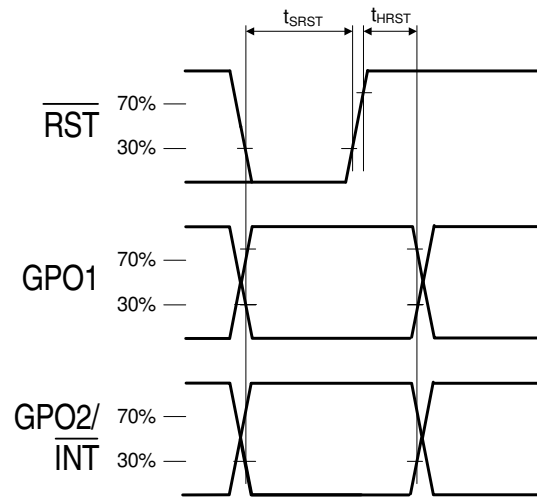 tSRST
tHRST
RST
70%
30%
GPO1
70%
30%
GPO2/
INT
70%
30%